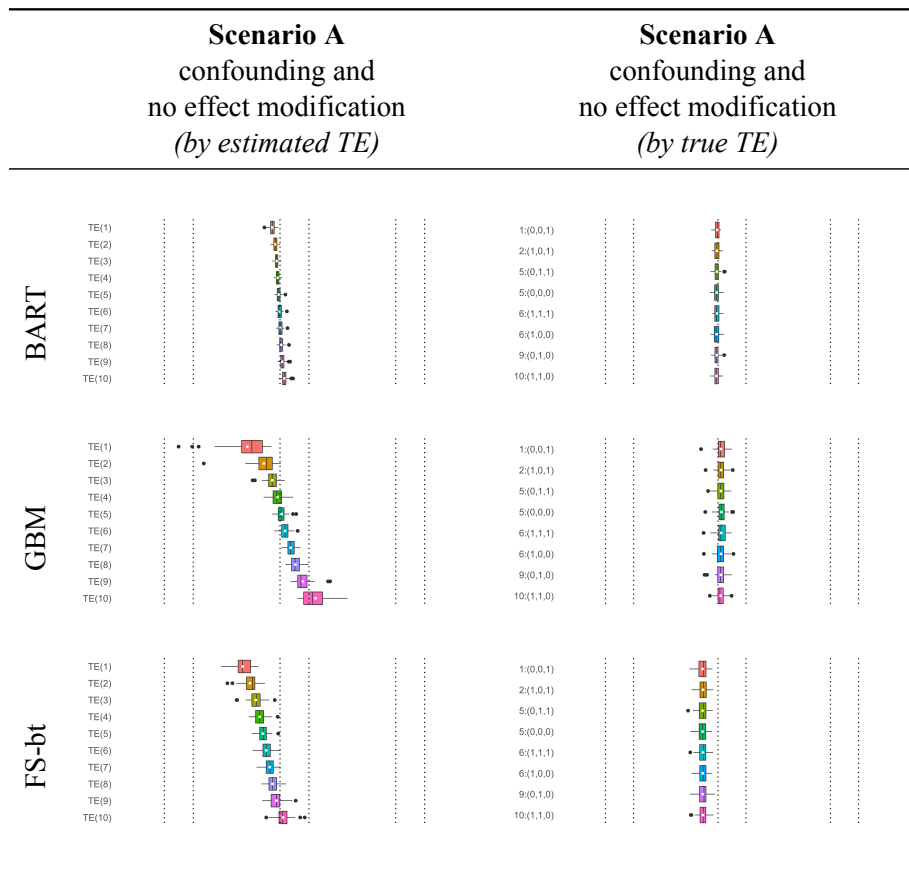 Scenario A
confounding and
no effect modification
(by estimated TE)
Scenario A
confounding and
no effect modification
(by true TE)
BART
TE(1)
TE(2)
TE(3)
TE(4)
TE(5)
TE(6)
TE(7)
TE(8)
TE(9)
TE(10)
1:(0,0,1)
2:(1,0,1)
5:(0,1,1)
5:(0,0,0)
6:(1,1,1)
6:(1,0,0)
9:(0,1,0)
10:(1,1,0)
GBM
TE(1)
TE(2)
TE(3)
TE(4)
TE(5)
TE(6)
TE(7)
TE(8)
TE(9)
TE(10)
1:(0,0,1)
2:(1,0,1)
5:(0,1,1)
5:(0,0,0)
6:(1,1,1)
6:(1,0,0)
9:(0,1,0)
10:(1,1,0)
FS-bt
TE(1)
TE(2)
TE(3)
TE(4)
TE(5)
TE(6)
TE(7)
TE(8)
TE(9)
TE(10)
1:(0,0,1)
2:(1,0,1)
5:(0,1,1)
5:(0,0,0)
6:(1,1,1)
6:(1,0,0)
9:(0,1,0)
10:(1,1,0)